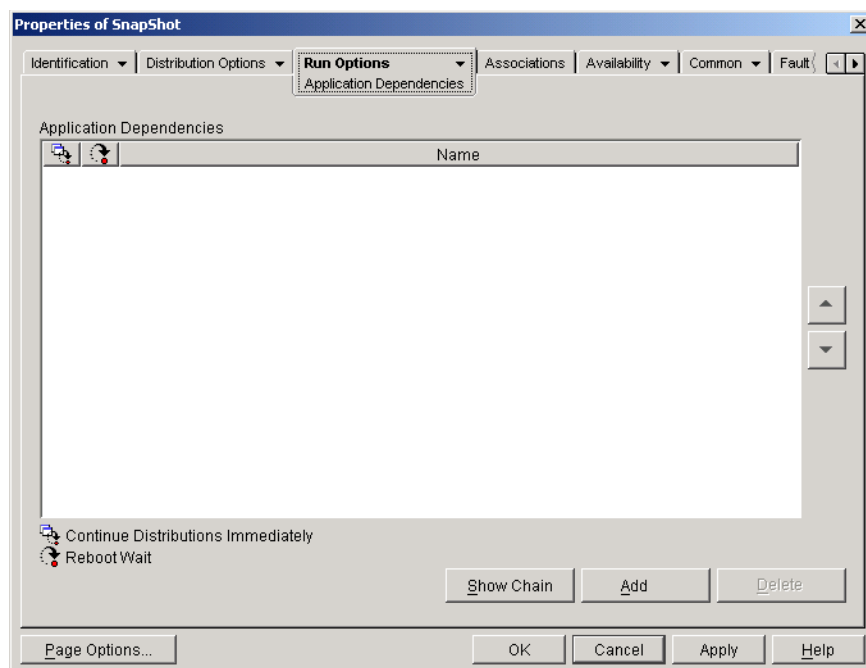 Properties of SnapShot
Identification Distribution Options Run Options Associations Availability Common Fault
Application Dependencies
Application Dependencies
Name
Continue Distributions Immediately
Reboot Wait
Show Chain Add Delete
Page Options... OK Cancel Apply Help